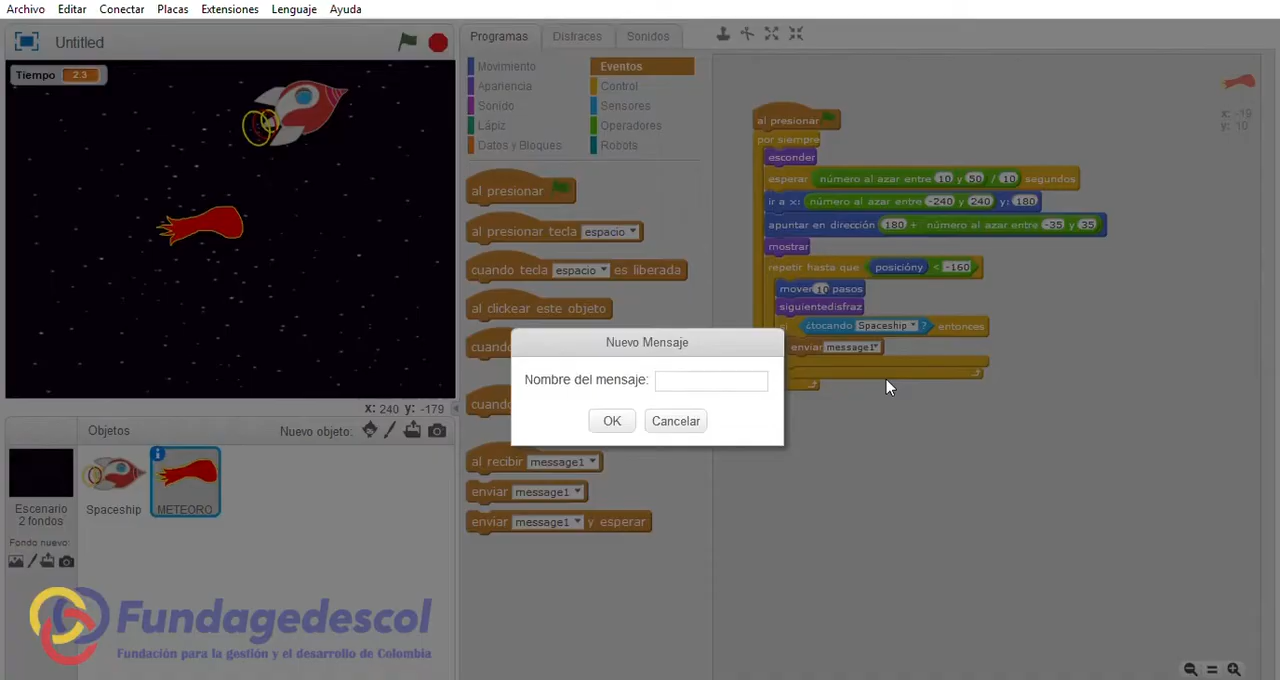 Archivo Editar Conectar Placas Extensiones Lenguaje Ayuda
Untitled
Tiempo 2.3
x: 240 y: -179
Objetos Nuevo objeto:
Escenario
2 fondos
Fondo nuevo:
Spaceship
METEORO
Fundagedescol
Fundación para la gestión y el desarrollo de Colombia
Programas Disfraces Sonidos
Movimiento Eventos
Apariencia Control
Sonido Sensores
Lápiz Operadores
Datos y Bloques Robots
al presionar
al presionar tecla espacio
cuando tecla espacio es liberada
al clickear este objeto
cuando
cuando
al recibir message1
enviar message1
enviar message1 y esperar
Nuevo Mensaje
Nombre del mensaje:
OK Cancelar
x: -19
y: 10
al presionar
por siempre
esconder
esperar número al azar entre 10 y 50 / 10 segundos
ir a x: número al azar entre -240 y 240 y: 180
apuntar en dirección 180 + número al azar entre -35 y 35
mostrar
repetir hasta que posicióny < -160
mover 10 pasos
siguientedisfraz
si ¿tocando Spaceship ? entonces
enviar message1